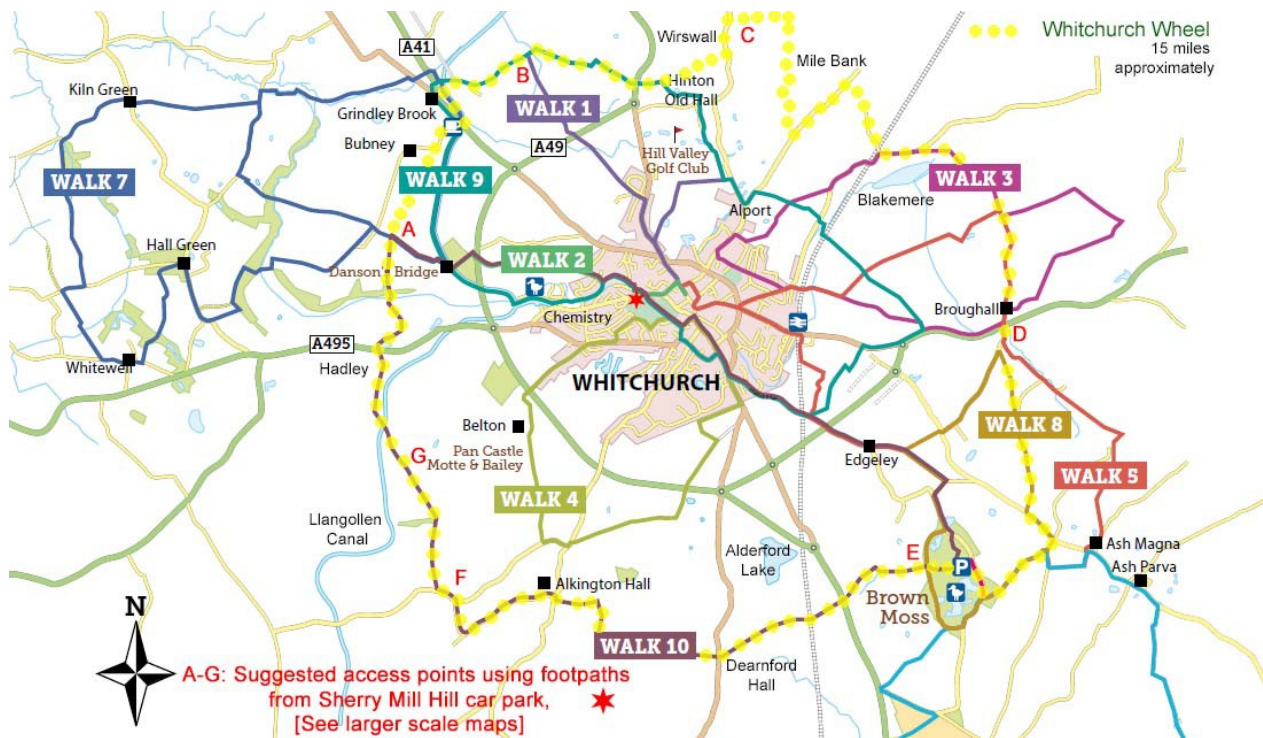 Whitchurch Wheel
15 miles
approximately
Wirswall
C
A41
B
Mile Bank
Kiln Green
Hinton
Old Hall
WALK 1
Grindley Brook
Bubney
A49
Hill Valley
Golf Club
WALK 7
WALK 9
WALK 3
Blakemere
Alport
A
Hall Green
WALK 2
Danson's Bridge
Chemistry
Broughall
D
A495
Hadley
Whitewell
WHITCHURCH
Belton
Pan Castle
Motte & Bailey
G
WALK 8
Edgeley
WALK 5
WALK 4
Llangollen
Canal
Alderford
Lake
E
P
Ash Magna
Ash Parva
F
Alkington Hall
Brown
Moss
N
WALK 10
Dearnford
Hall
A-G: Suggested access points using footpaths
from Sherry Mill Hill car park,
[See larger scale maps]